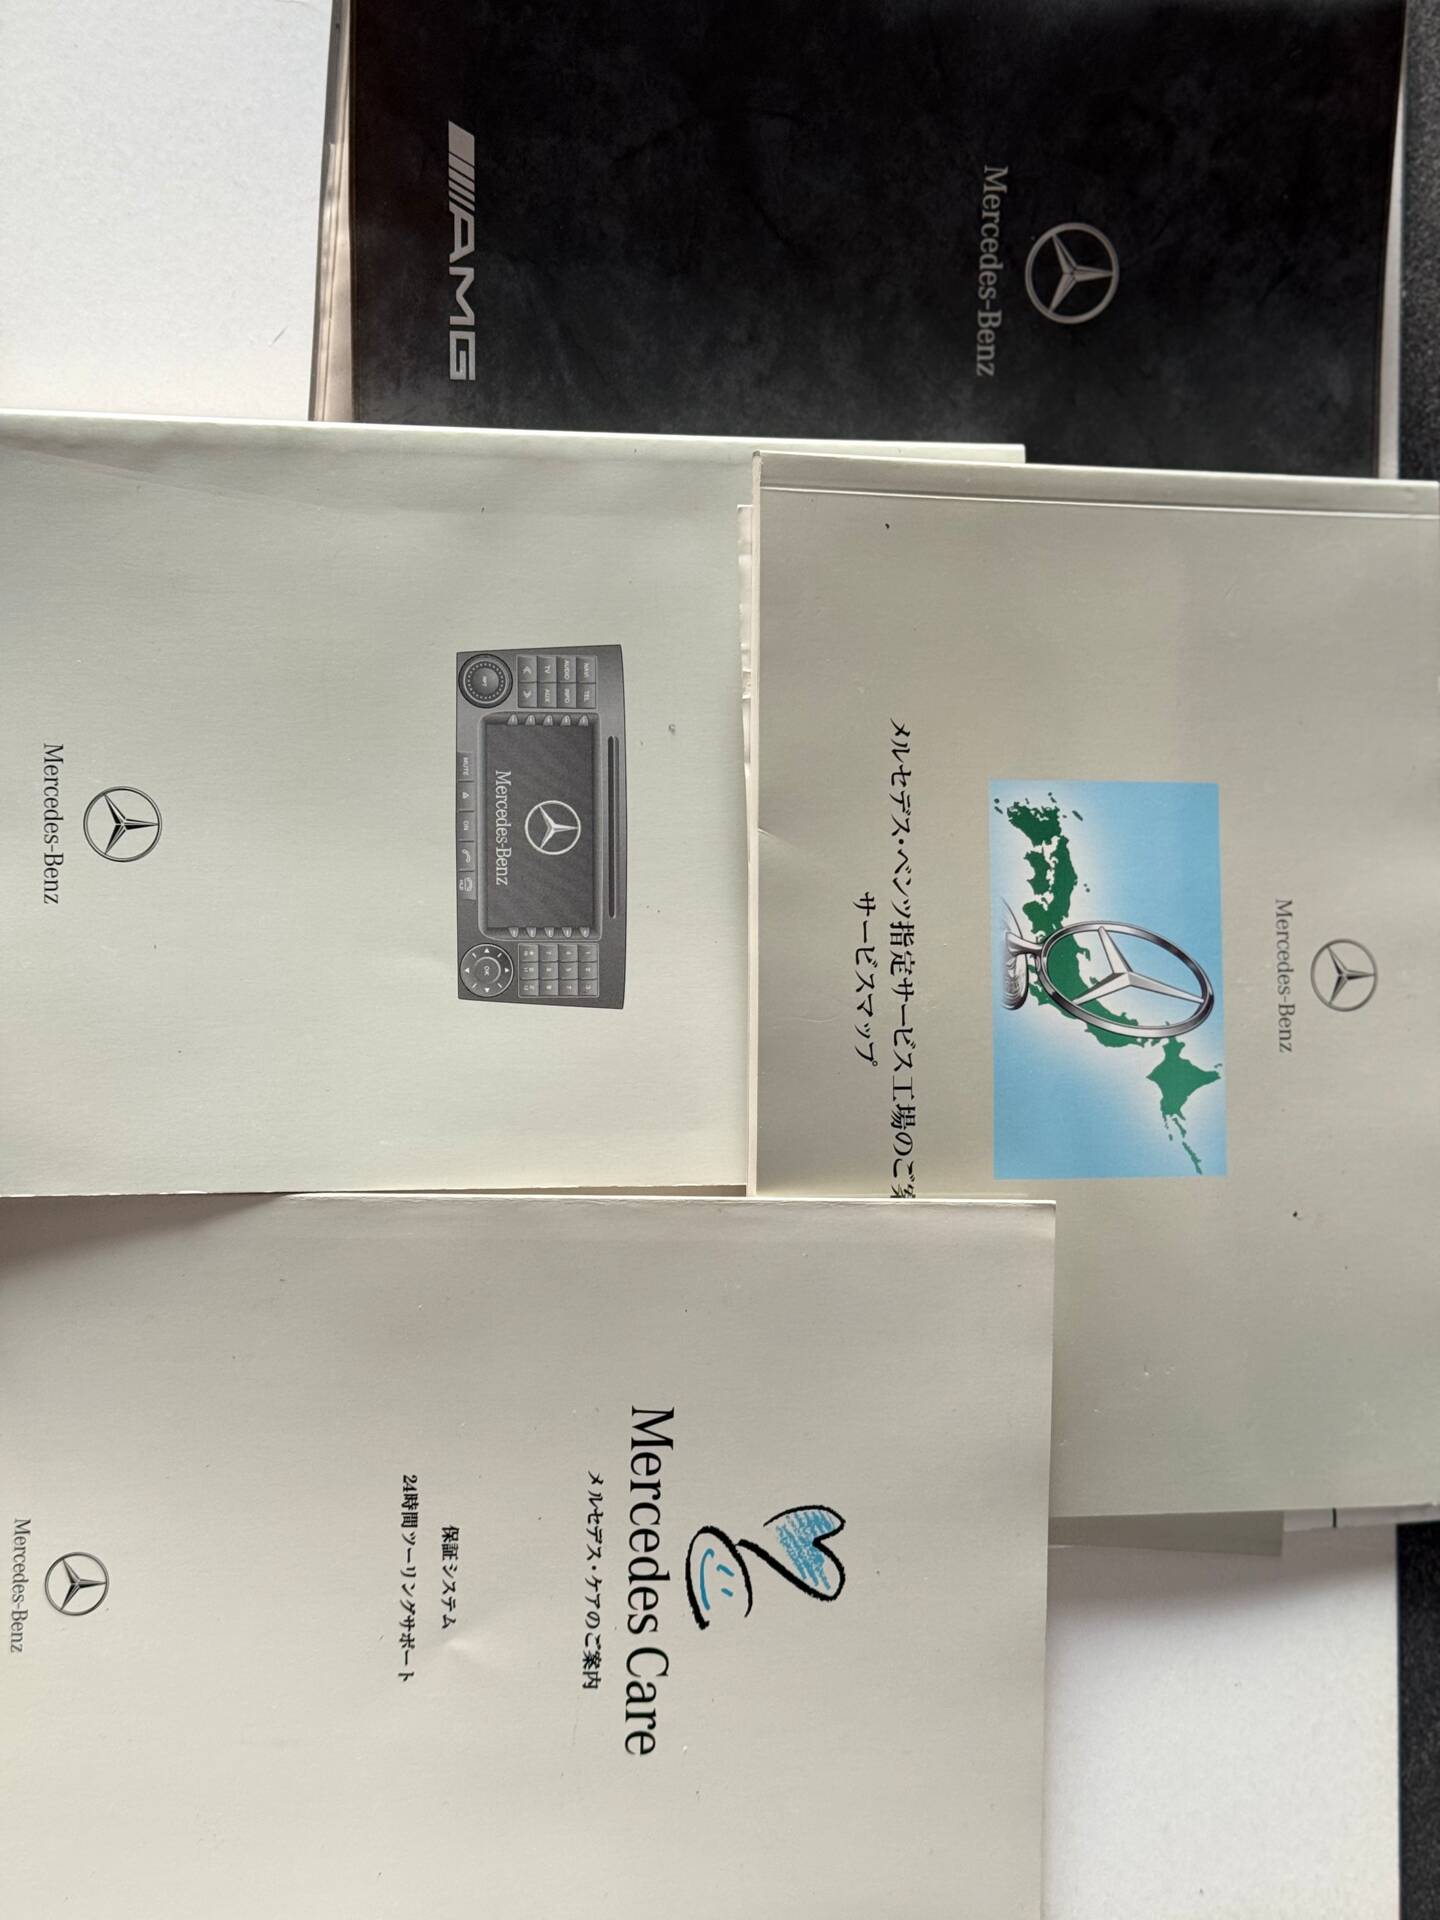 AMG
Mercedes-Benz
Mercedes-Benz
メルセデス・ベンツ指定サービス工場のご案
サービスマップ
NAVI
TEL
AUDIO
INFO
TV
AUX
MUTE
ON
OK
Mercedes-Benz
Mercedes-Benz
Mercedes Care
メルセデス・ケアのご案内
保証システム
24時間ツーリングサポート
Mercedes-Benz